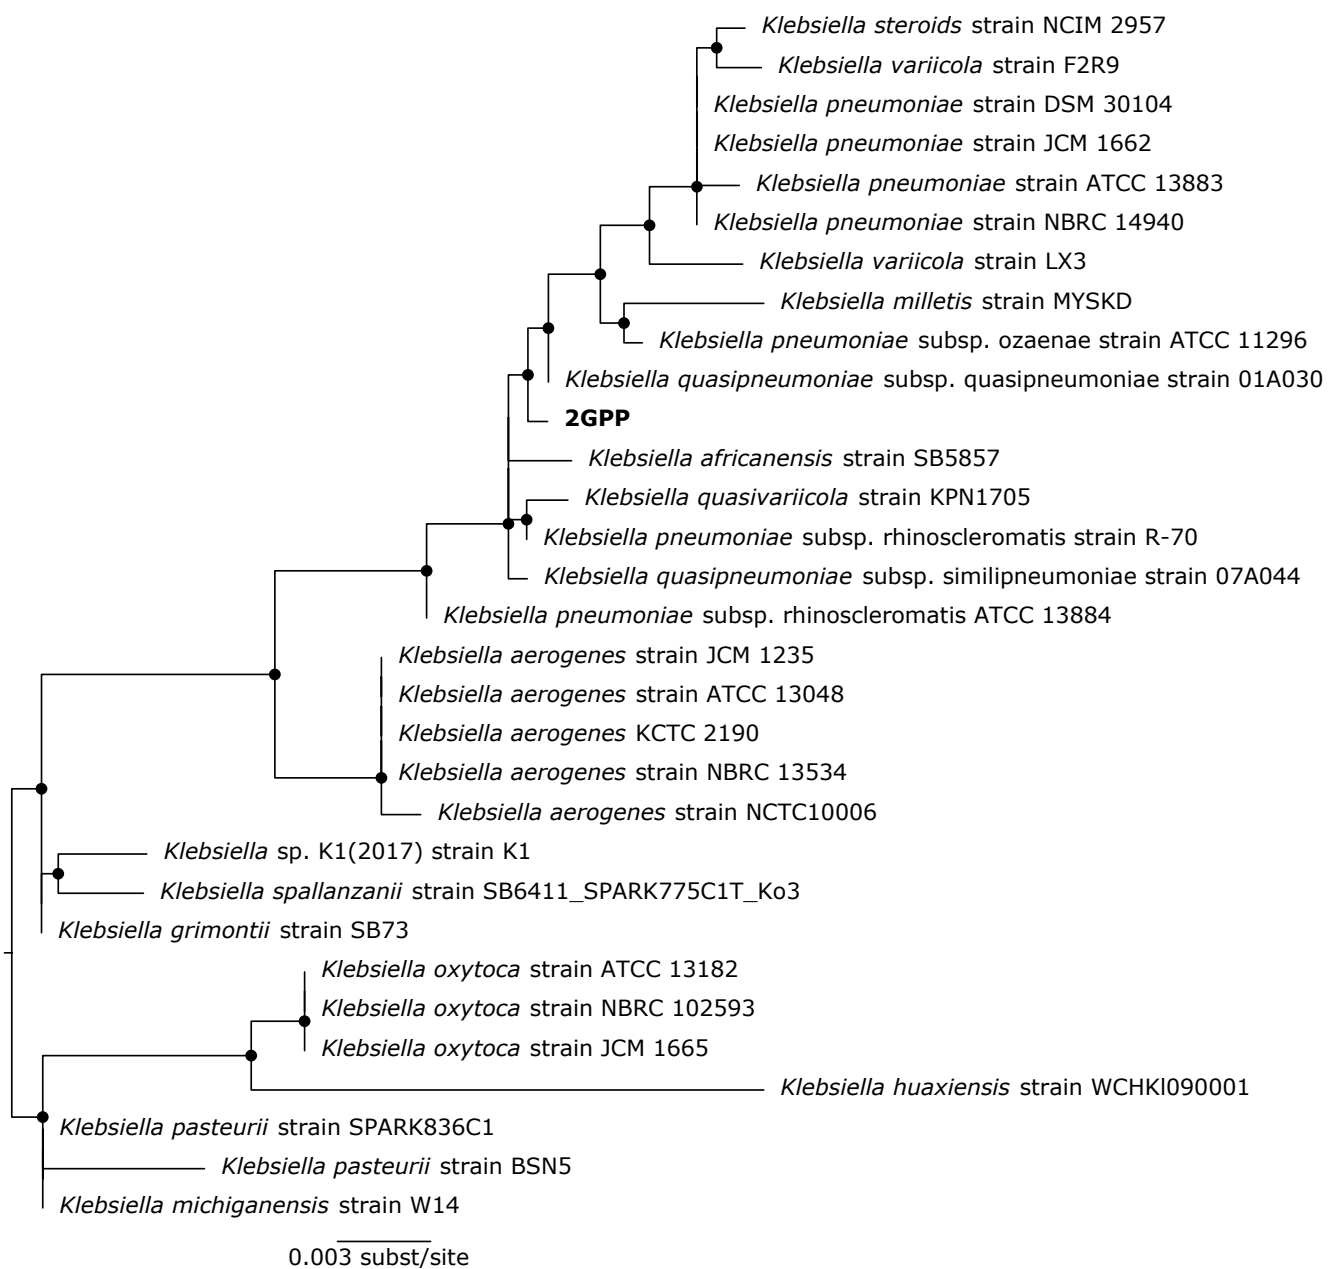 Klebsiella steroids strain NCIM 2957
Klebsiella variicola strain F2R9
Klebsiella pneumoniae strain DSM 30104
Klebsiella pneumoniae strain JCM 1662
Klebsiella pneumoniae strain ATCC 13883
Klebsiella pneumoniae strain NBRC 14940
Klebsiella variicola strain LX3
Klebsiella milletis strain MYSKD
Klebsiella pneumoniae subsp. ozaenae strain ATCC 11296
Klebsiella quasipneumoniae subsp. quasipneumoniae strain 01A030
2GPP
Klebsiella africanensis strain SB5857
Klebsiella quasivariicola strain KPN1705
Klebsiella pneumoniae subsp. rhinoscleromatis strain R-70
Klebsiella quasipneumoniae subsp. similipneumoniae strain 07A044
Klebsiella pneumoniae subsp. rhinoscleromatis ATCC 13884
Klebsiella aerogenes strain JCM 1235
Klebsiella aerogenes strain ATCC 13048
Klebsiella aerogenes KCTC 2190
Klebsiella aerogenes strain NBRC 13534
Klebsiella aerogenes strain NCTC10006
Klebsiella sp. K1(2017) strain K1
Klebsiella spallanzanii strain SB6411_SPARK775C1T_Ko3
Klebsiella grimontii strain SB73
Klebsiella oxytoca strain ATCC 13182
Klebsiella oxytoca strain NBRC 102593
Klebsiella oxytoca strain JCM 1665
Klebsiella huaxiensis strain WCHKl090001
Klebsiella pasteurii strain SPARK836C1
Klebsiella pasteurii strain BSN5
Klebsiella michiganensis strain W14
0.003 subst/site